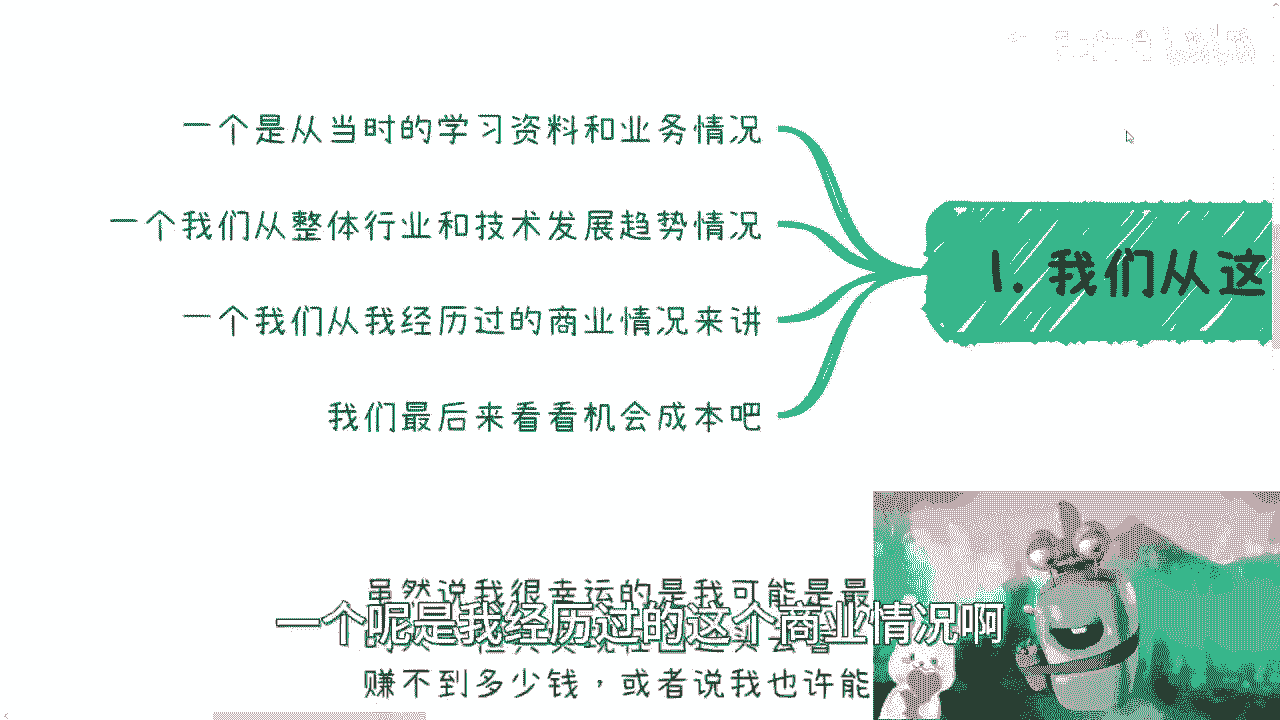 一个是从当时的学习资料和业务情况
一个我们从整体行业和技术发展趋势情况
一个我们从我经历过的商业情况来讲
我们最后来看看机会成本吧
1. 我们从这
虽然说我很幸运的是我可能是最
一个呢是我经历过的这个商业情况啊
赚不到多少钱，或者说我也许能